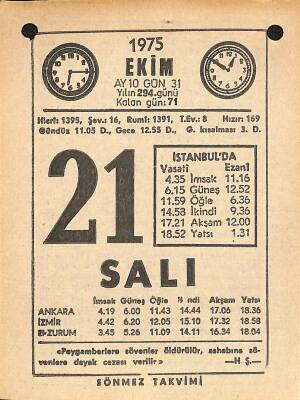 1975
EKİM
AY 10 GÜN 31
Yılın 294.günü
Kalan gün: 71
Hicri: 1395, Şev.: 16, Rumî: 1391, T.Ev.: 8 Hızır: 169
Gündüz 11.05 D., Gece 12.55 D., G. kısalması 3. D.
21
İSTANBUL'DA
Vasatî Ezanî
4.35 İmsak 11.16
6.15 Güneş 12.52
11.59 Öğle 6.36
14.58 İkindi 9.36
17.21 Akşam 12.00
18.52 Yatsı 1.31
SALI
İmsak Güneş Öğle İkindi Akşam Yatsı
ANKARA 4.19 6.00 11.43 14.44 17.06 18.36
İZMİR 4.42 6.20 12.05 15.10 17.32 18.58
ERZURUM 3.45 5.26 11.09 14.11 16.34 18.04
«Peygamberlere sövenler öldürülür, ashabına sö-
venlere dayak cezası verilir» —H Ş.—
SÖNMEZ TAKVİMİ